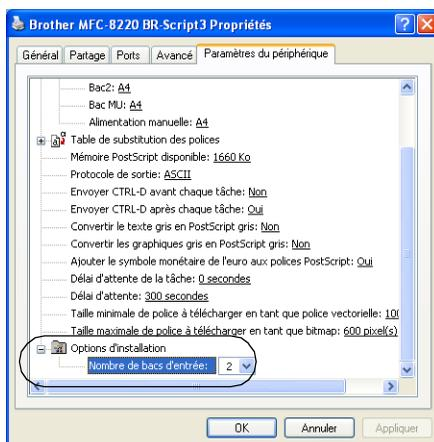 Brother MFC-8220 BR-Script3 Propriétés
Général Partage Ports Avancé Paramètres du périphérique
Bac2: A4
Bac MU: A4
Alimentation manuelle: A4
Table de substitution des polices
Mémoire PostScript disponible: 1660 Ko
Protocole de sortie: ASCII
Envoyer CTRL-D avant chaque tâche: Non
Envoyer CTRL-D après chaque tâche: Oui
Convertir le texte gris en PostScript gris: Non
Convertir les graphiques gris en PostScript gris: Non
Ajouter le symbole monétaire de l'euro aux polices PostScript: Oui
Délai d'attente de la tâche: 0 secondes
Délai d'attente: 300 secondes
Taille minimale de police à télécharger en tant que police vectorielle: 100
Taille maximale de police à télécharger en tant que bitmap: 600 pixel(s)
Options d'installation
Nombre de bacs d'entrée: 2
OK Annuler Appliquer